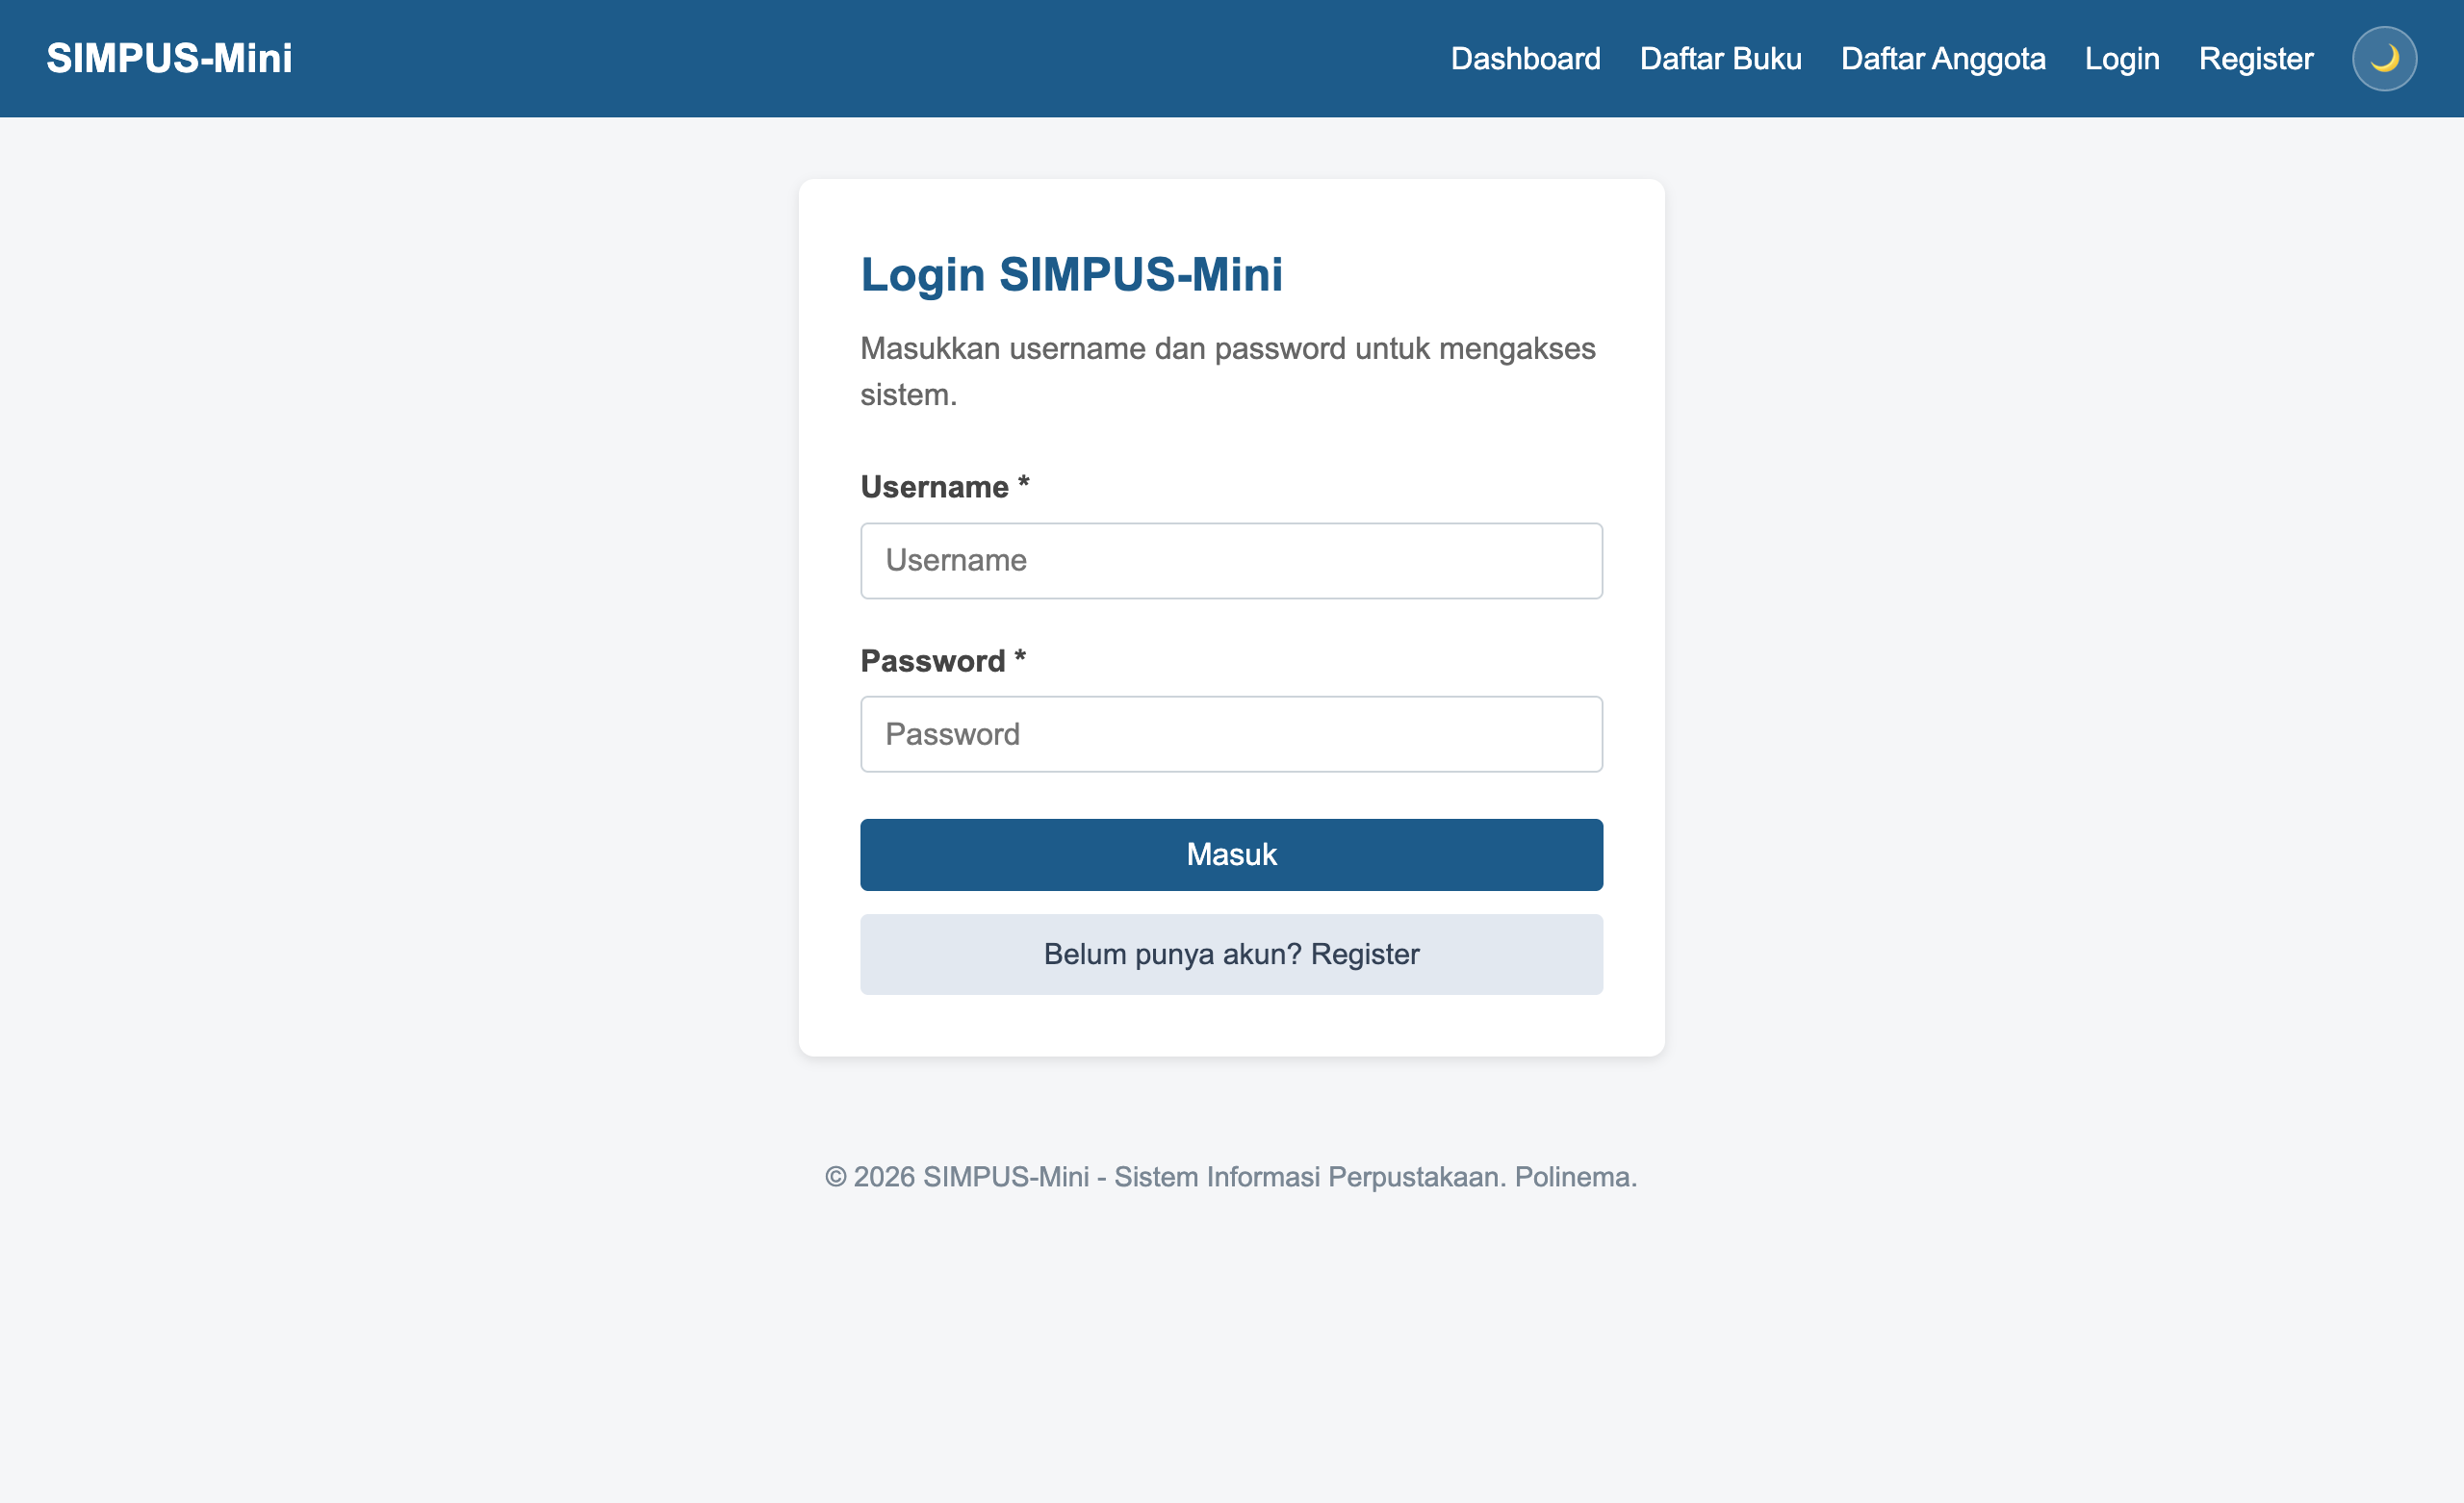 SIMPUS-Mini
Dashboard Daftar Buku Daftar Anggota Login Register
Login SIMPUS-Mini
Masukkan username dan password untuk mengakses
sistem.
Username *
Username
Password *
Password
Masuk
Belum punya akun? Register
© 2026 SIMPUS-Mini - Sistem Informasi Perpustakaan. Polinema.